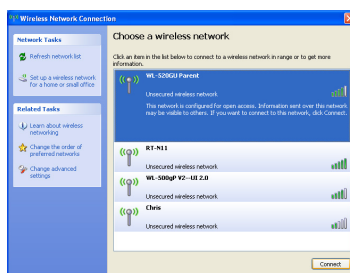 Wireless Network Connection
Network Tasks
Refresh network list
Set up a wireless network
for a home or small office
Related Tasks
Learn about wireless
networking
Change the order of
preferred networks
Change advanced
settings
Choose a wireless network
Click an item in the list below to connect to a wireless network in range or to get more
information.
WL-520GU Parent
Unsecured wireless network
This network is configured for open access. Information sent over this network
may be visible to others. If you want to connect to this network, click Connect.
RT-N11
Unsecured wireless network
WL-500gP V2--UI 2.0
Unsecured wireless network
Chris
Unsecured wireless network
Connect